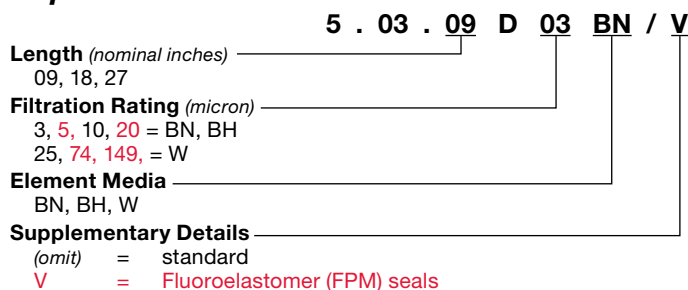 5 . 03 . 09 D 03 BN / V
Length (nominal inches)
09, 18, 27
Filtration Rating (micron)
3, 5, 10, 20 = BN, BH
25, 74, 149, = W
Element Media
BN, BH, W
Supplementary Details
(omit) = standard
V = Fluoroelastomer (FPM) seals